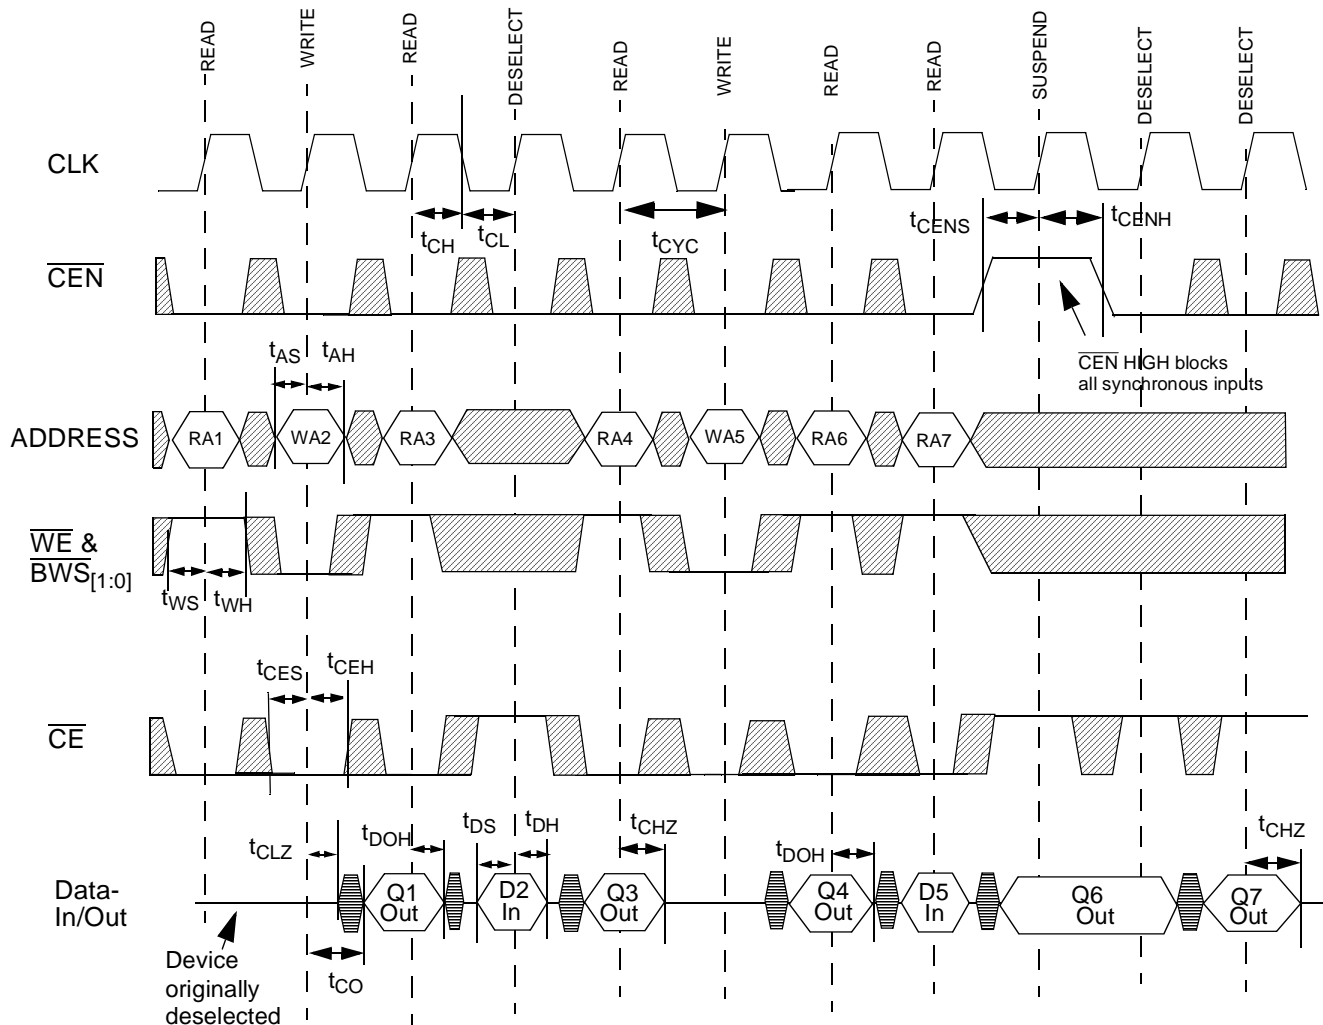 READ
WRITE
READ
DESELECT
READ
WRITE
READ
READ
SUSPEND
DESELECT
DESELECT
CLK
tCH
tCL
tCYC
tCENS
tCENH
CEN
tAS
tAH
CEN HIGH blocks
all synchronous inputs
ADDRESS
RA1
WA2
RA3
RA4
WA5
RA6
RA7
WE &
BWS[1:0]
tWS
tWH
tCES
tCEH
CE
tCLZ
tDOH
tDS
tDH
tCHZ
tDOH
tCHZ
Data-
In/Out
Q1
Out
D2
In
Q3
Out
Q4
Out
D5
In
Q6
Out
Q7
Out
tCO
Device
originally
deselected